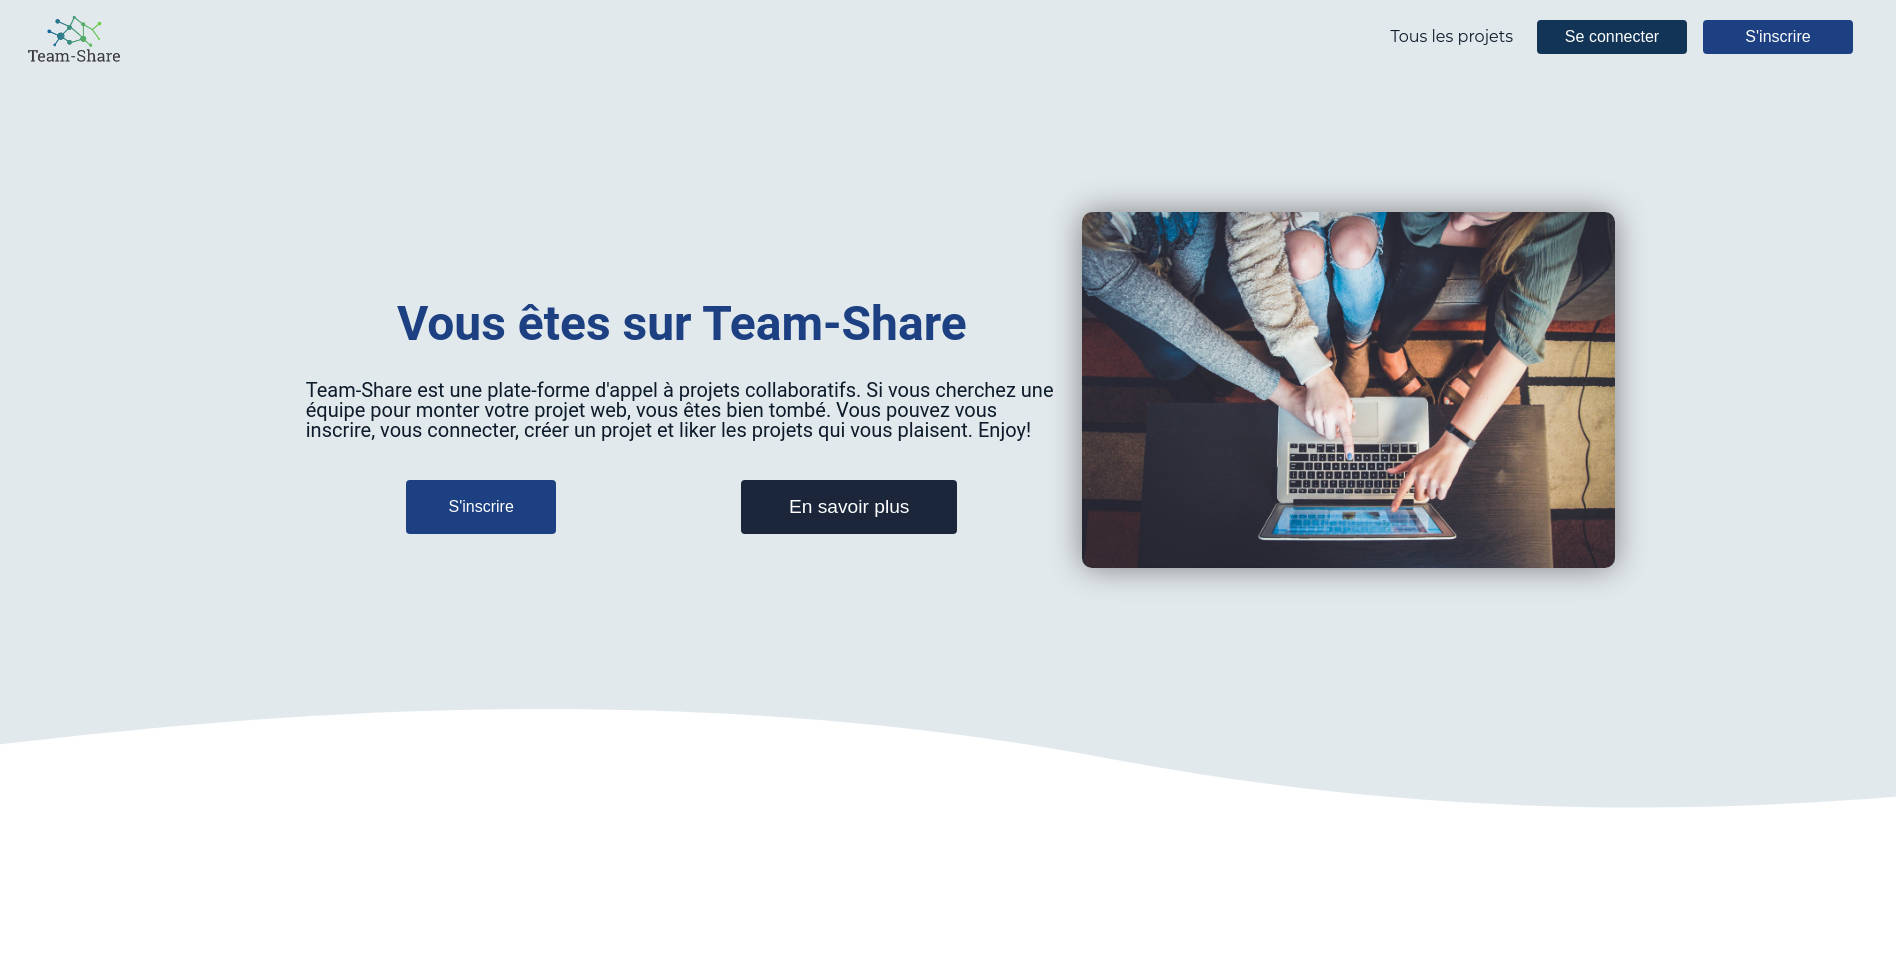 Team-Share
Tous les projets
Se connecter
S'inscrire
Vous êtes sur Team-Share
Team-Share est une plate-forme d'appel à projets collaboratifs. Si vous cherchez une
équipe pour monter votre projet web, vous êtes bien tombé. Vous pouvez vous
inscrire, vous connecter, créer un projet et liker les projets qui vous plaisent. Enjoy!
S'inscrire
En savoir plus